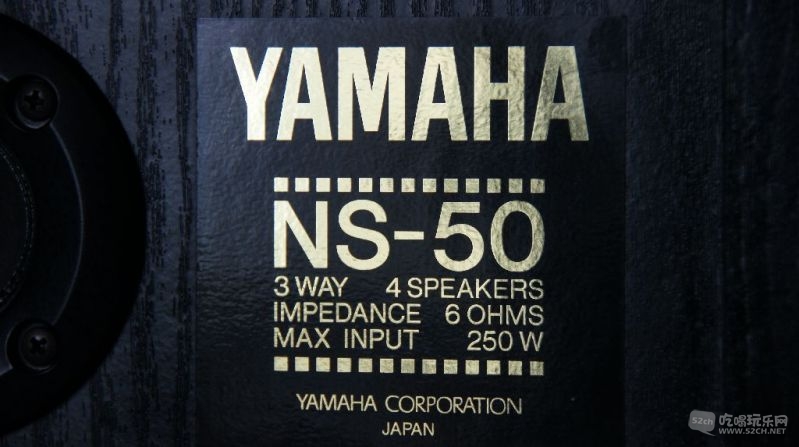 YAMAHA
NS-50
3 WAY 4 SPEAKERS
IMPEDANCE 6 OHMS
MAX INPUT 250 W
YAMAHA CORPORATION
JAPAN
52ch 吃喝玩乐网
WWW.52CH.NET